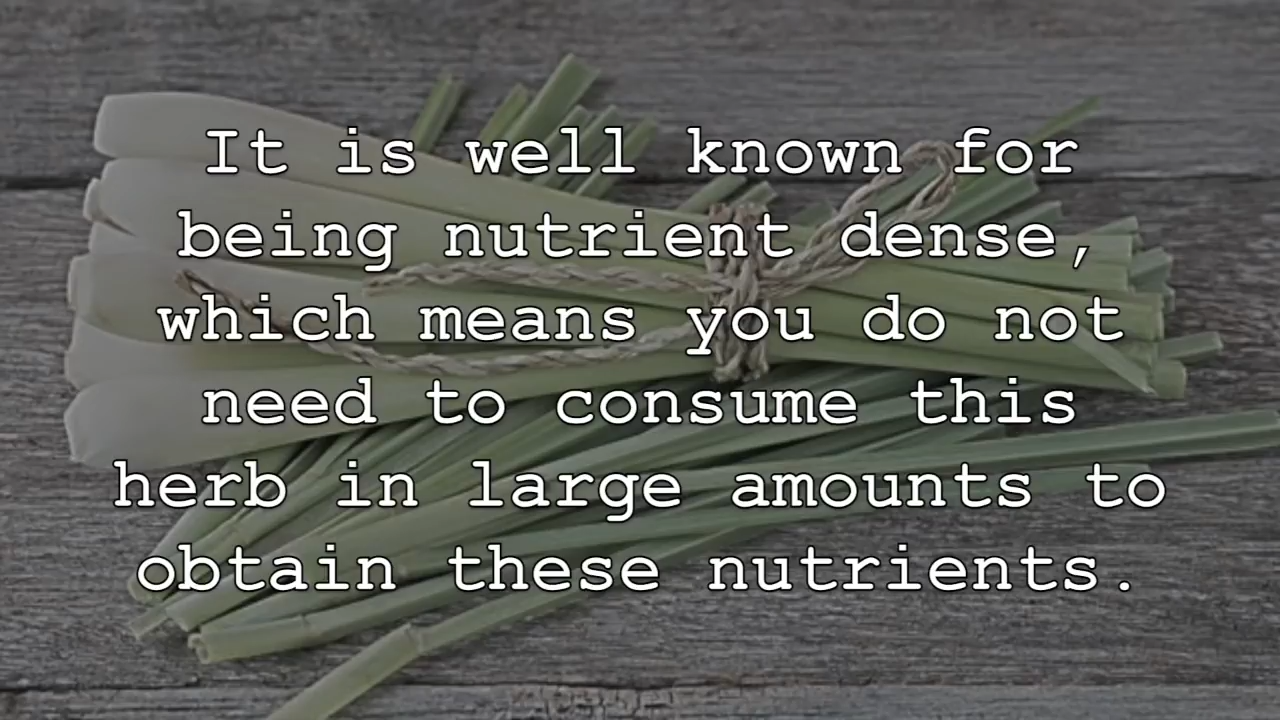 It is well known for
being nutrient dense,
which means you do not
need to consume this
herb in large amounts to
obtain these nutrients.